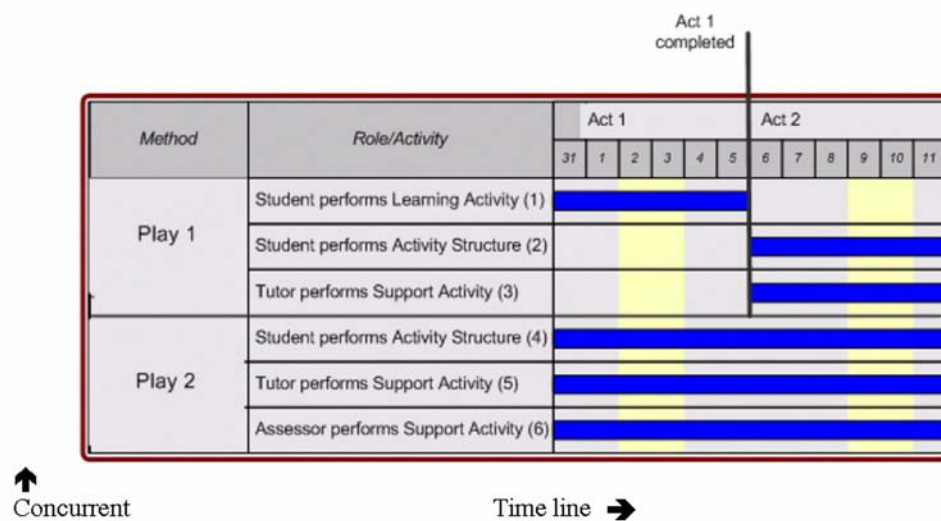 Act 1
completed
Method Role/Activity Act 1 Act 2
31 1 2 3 4 5 6 7 8 9 10 11
Play 1
Student performs Learning Activity (1)
Student performs Activity Structure (2)
Tutor performs Support Activity (3)
Play 2
Student performs Activity Structure (4)
Tutor performs Support Activity (5)
Assessor performs Support Activity (6)
Concurrent Time line